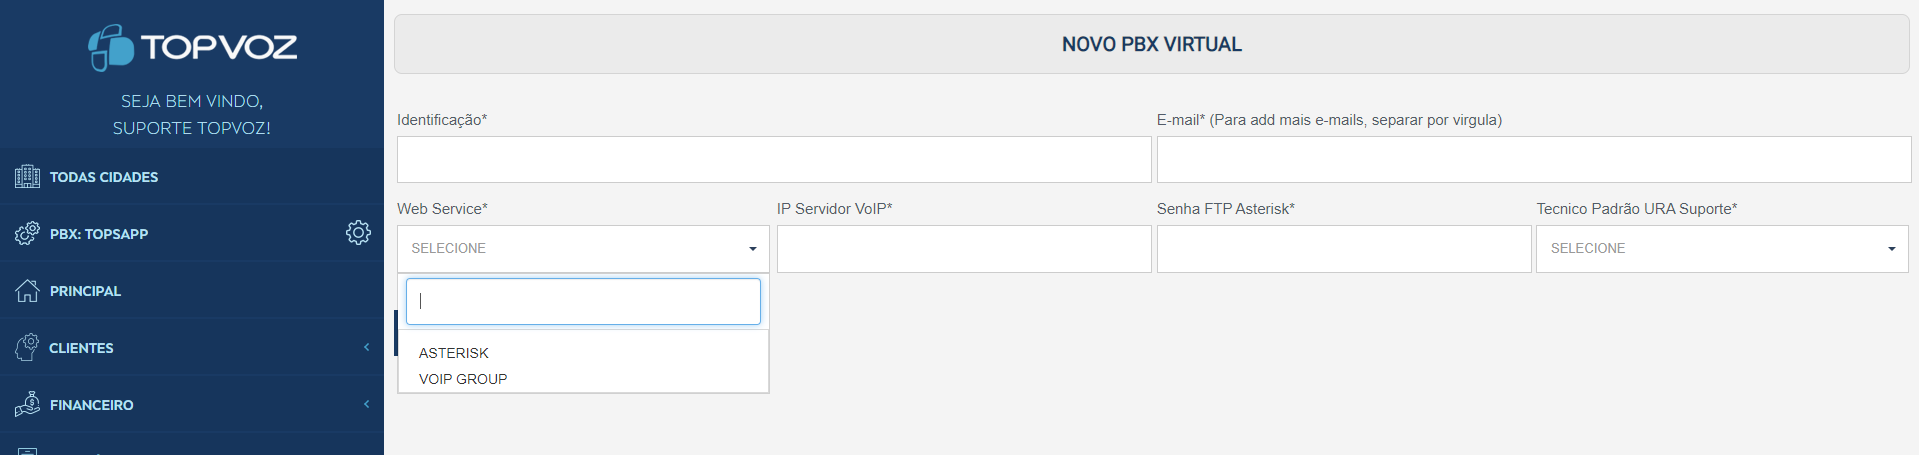 TOPVOZ
SEJA BEM VINDO,
SUPORTE TOPVOZ!
TODAS CIDADES
PBX: TOPSAPP
PRINCIPAL
CLIENTES
FINANCEIRO
NOVO PBX VIRTUAL
Identificação*
E-mail* (Para add mais e-mails, separar por virgula)
Web Service*
IP Servidor VoIP*
Senha FTP Asterisk*
Tecnico Padrão URA Suporte*
SELECIONE
SELECIONE
ASTERISK
VOIP GROUP